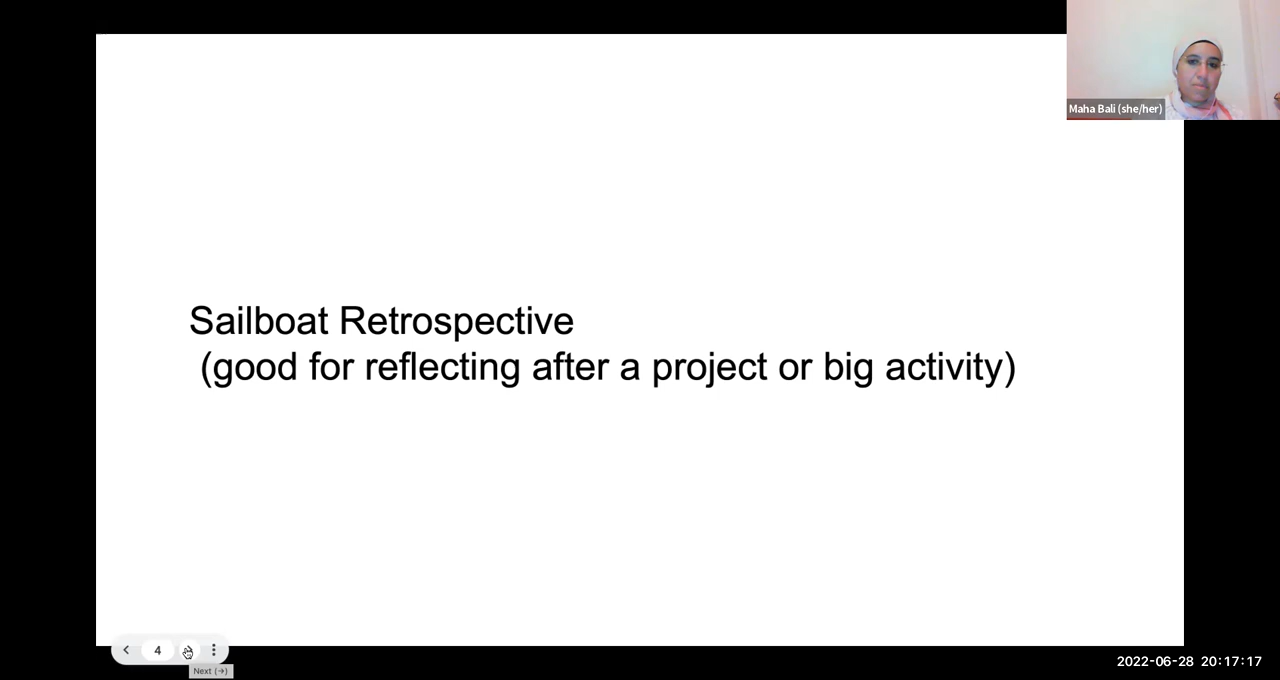 Maha Bali (she/her)
Sailboat Retrospective
(good for reflecting after a project or big activity)
4
Next (→)
2022-06-28 20:17:17